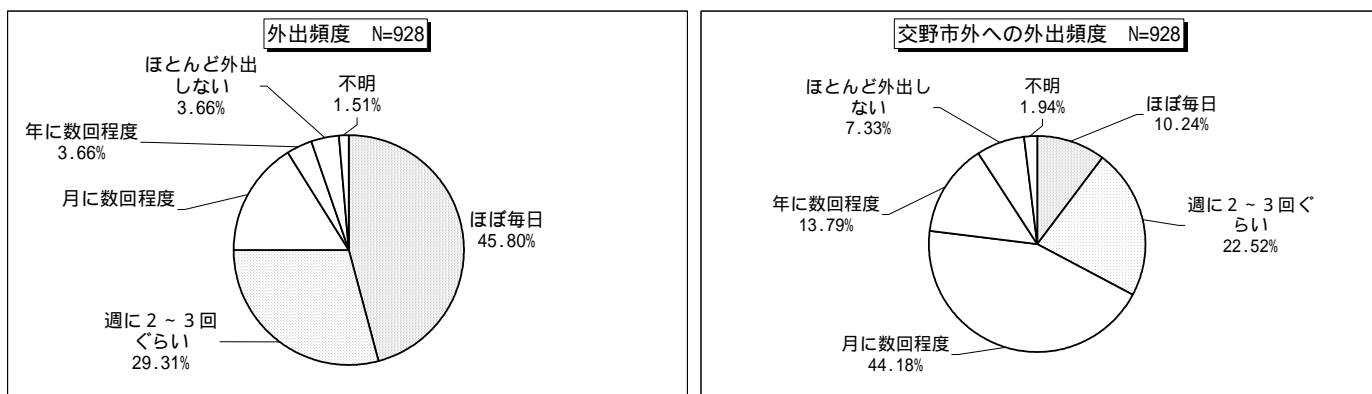 外出頻度 N=928
ほとんど外出
しない
3.66%
不明
1.51%
年に数回程度
3.66%
月に数回程度
ほぼ毎日
45.80%
週に２～３回
ぐらい
29.31%
交野市外への外出頻度 N=928
ほとんど外出し
ない
7.33%
不明
1.94%
ほぼ毎日
10.24%
年に数回程度
13.79%
週に２～３回ぐ
らい
22.52%
月に数回程度
44.18%